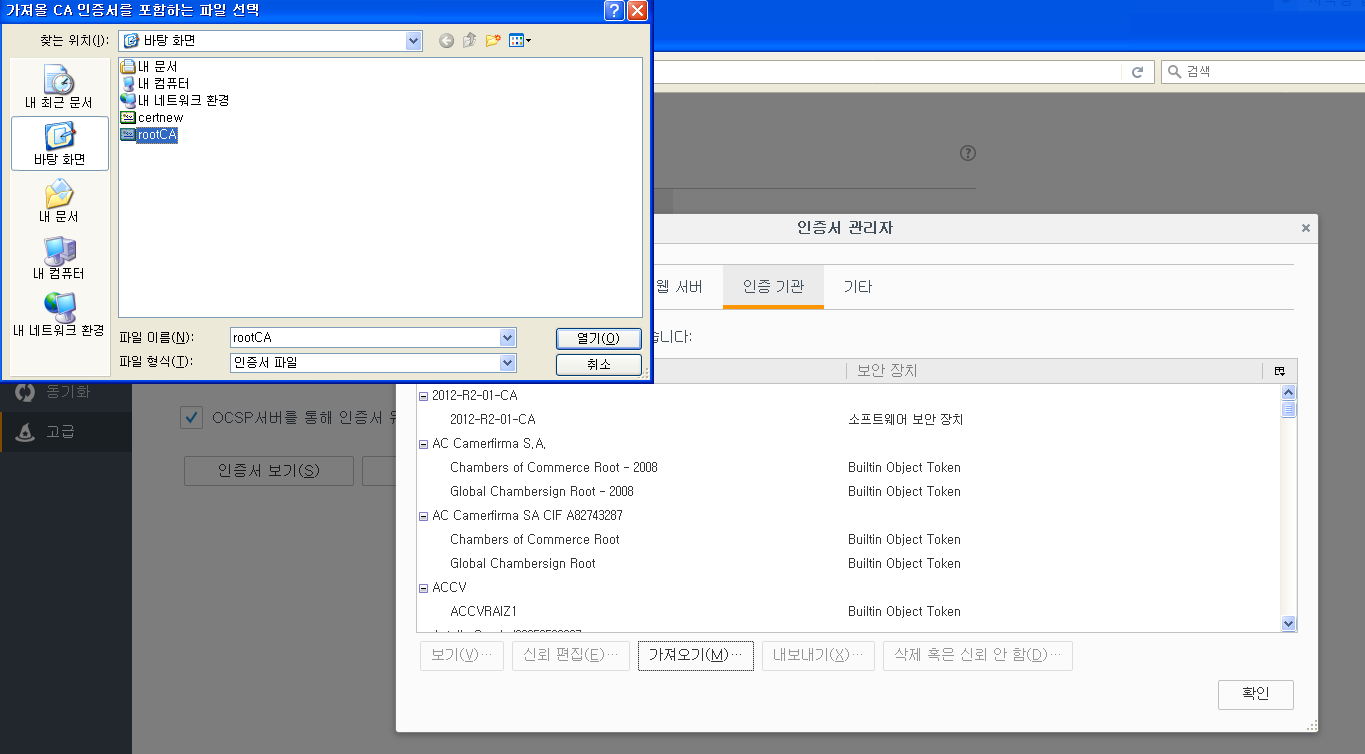 가져올 CA 인증서를 포함하는 파일 선택
찾는 위치(I):
바탕 화면
내 최근 문서
바탕 화면
내 문서
내 컴퓨터
내 네트워크 환경
내 문서
내 컴퓨터
내 네트워크 환경
certnew
rootCA
파일 이름(N):
rootCA
열기(O)
파일 형식(T):
인증서 파일
취소
검색
인증서 관리자
웹 서버
인증 기관
기타
습니다:
보안 장치
2012-R2-01-CA
2012-R2-01-CA
소프트웨어 보안 장치
AC Camerfirma S.A.
Chambers of Commerce Root - 2008
Builtin Object Token
Global Chambersign Root - 2008
Builtin Object Token
AC Camerfirma SA CIF A82743287
Chambers of Commerce Root
Builtin Object Token
Global Chambersign Root
Builtin Object Token
ACCV
ACCVRAIZ1
Builtin Object Token
보기(V)...
신뢰 편집(E)...
가져오기(M)...
내보내기(X)...
삭제 혹은 신뢰 안 함(D)...
확인
동기화
고급
OCSP서버를 통해 인증서
인증서 보기(S)